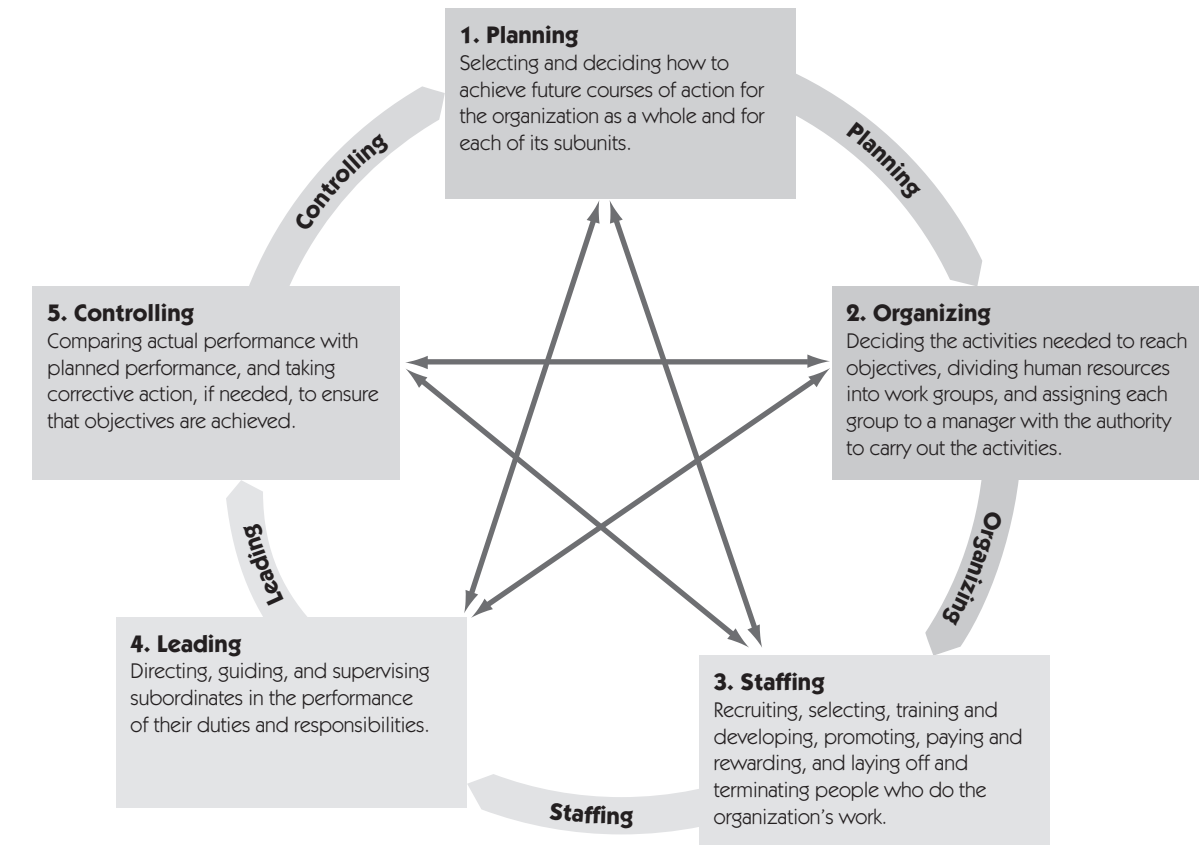 1. Planning
Selecting and deciding how to
achieve future courses of action for
the organization as a whole and for
each of its subunits.
Planning
2. Organizing
Deciding the activities needed to reach
objectives, dividing human resources
into work groups, and assigning each
group to a manager with the authority
to carry out the activities.
Organizing
3. Staffing
Recruiting, selecting, training and
developing, promoting, paying and
rewarding, and laying off and
terminating people who do the
organization’s work.
Staffing
4. Leading
Directing, guiding, and supervising
subordinates in the performance
of their duties and responsibilities.
Leading
5. Controlling
Comparing actual performance with
planned performance, and taking
corrective action, if needed, to ensure
that objectives are achieved.
Controlling